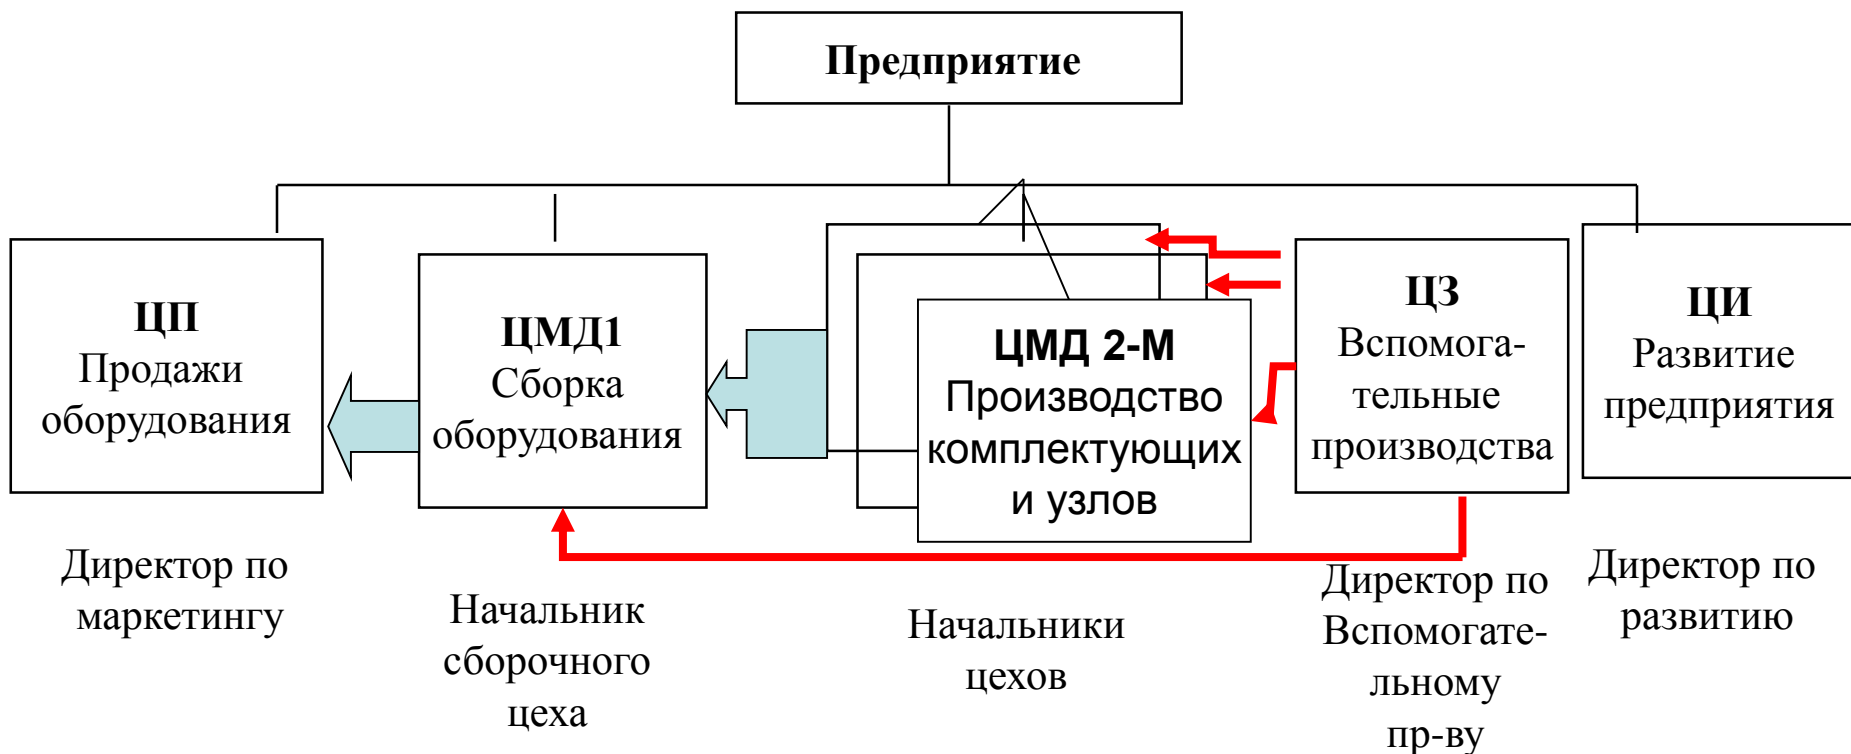 Предприятие
ЦП
Продажи
оборудования
ЦМД1
Сборка
оборудования
ЦМД 2-М
Производство
комплектующих
и узлов
ЦЗ
Вспомога-
тельные
производства
ЦИ
Развитие
предприятия
Директор по
маркетингу
Начальник
сборочного
цеха
Начальники
цехов
Директор по
Вспомогате-
льному
пр-ву
Директор по
развитию